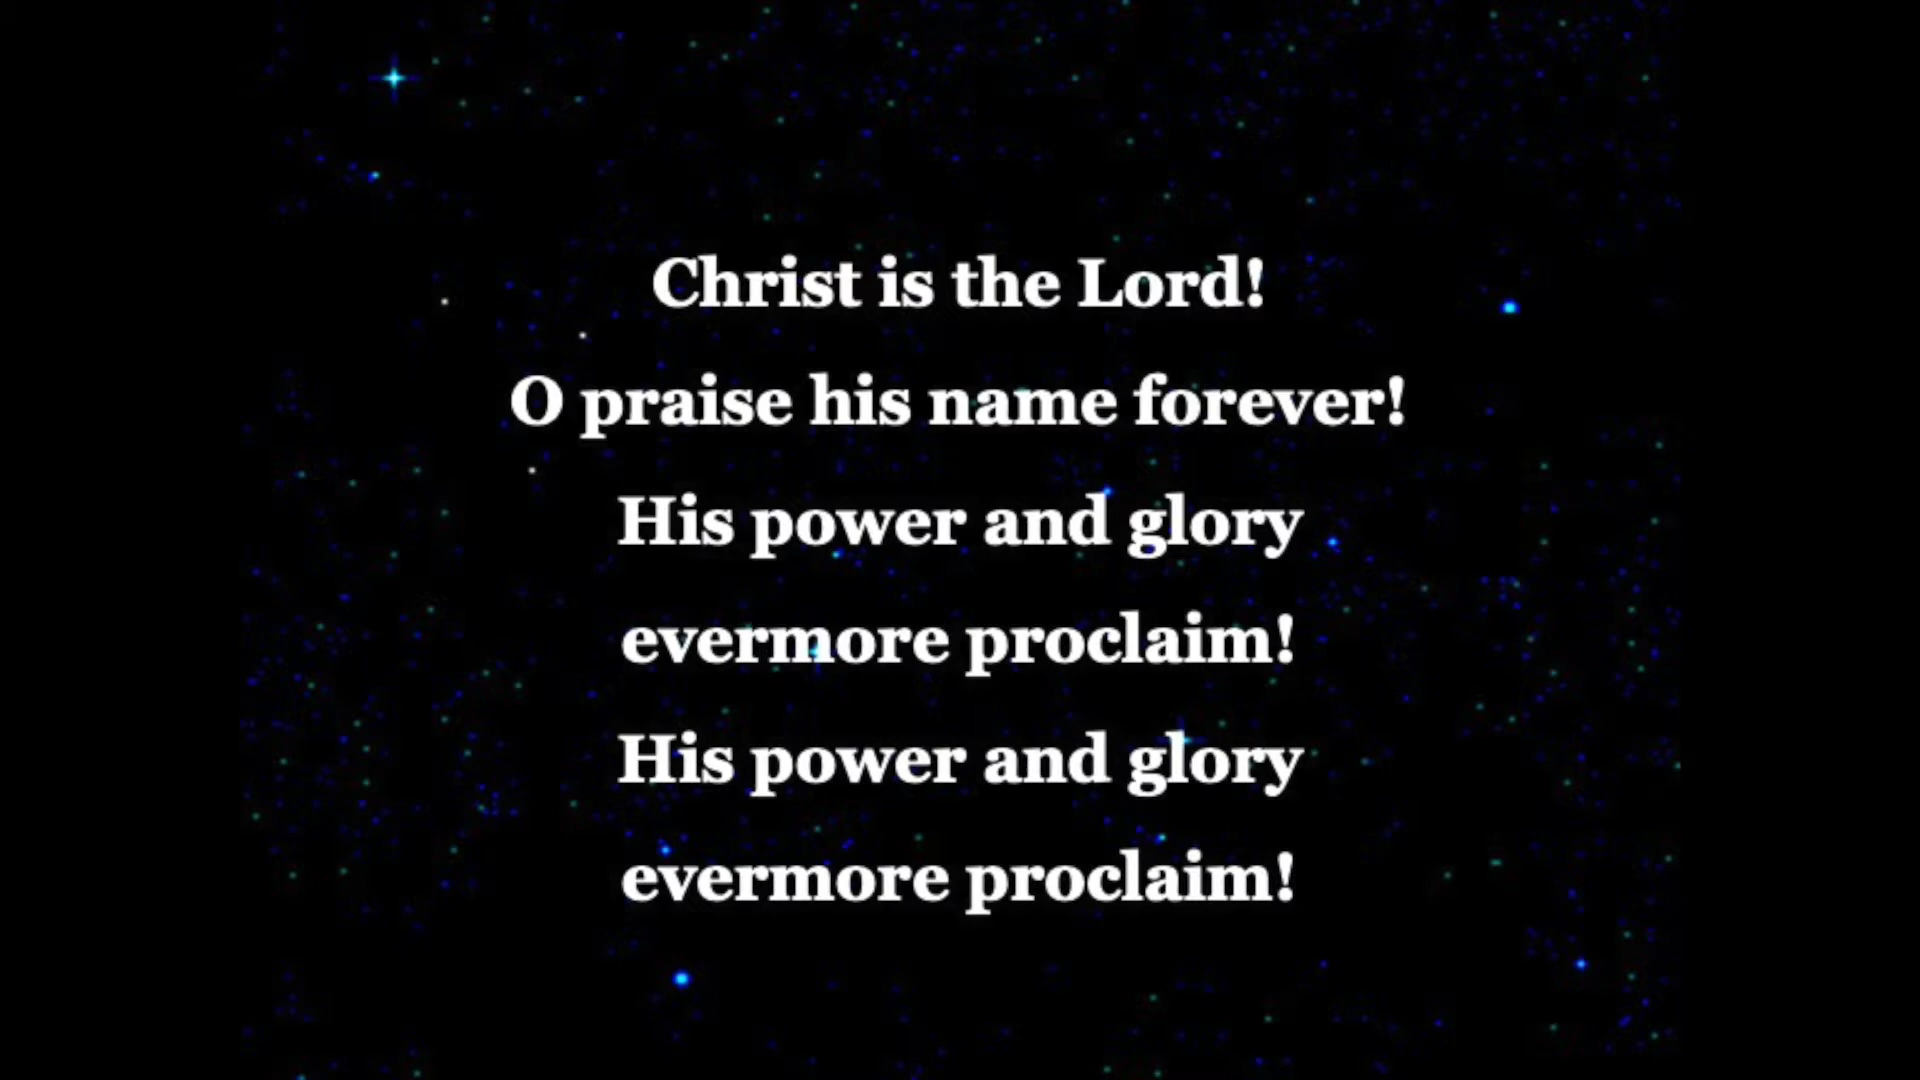 Christ is the Lord!
O praise his name forever!
His power and glory
evermore proclaim!
His power and glory
evermore proclaim!